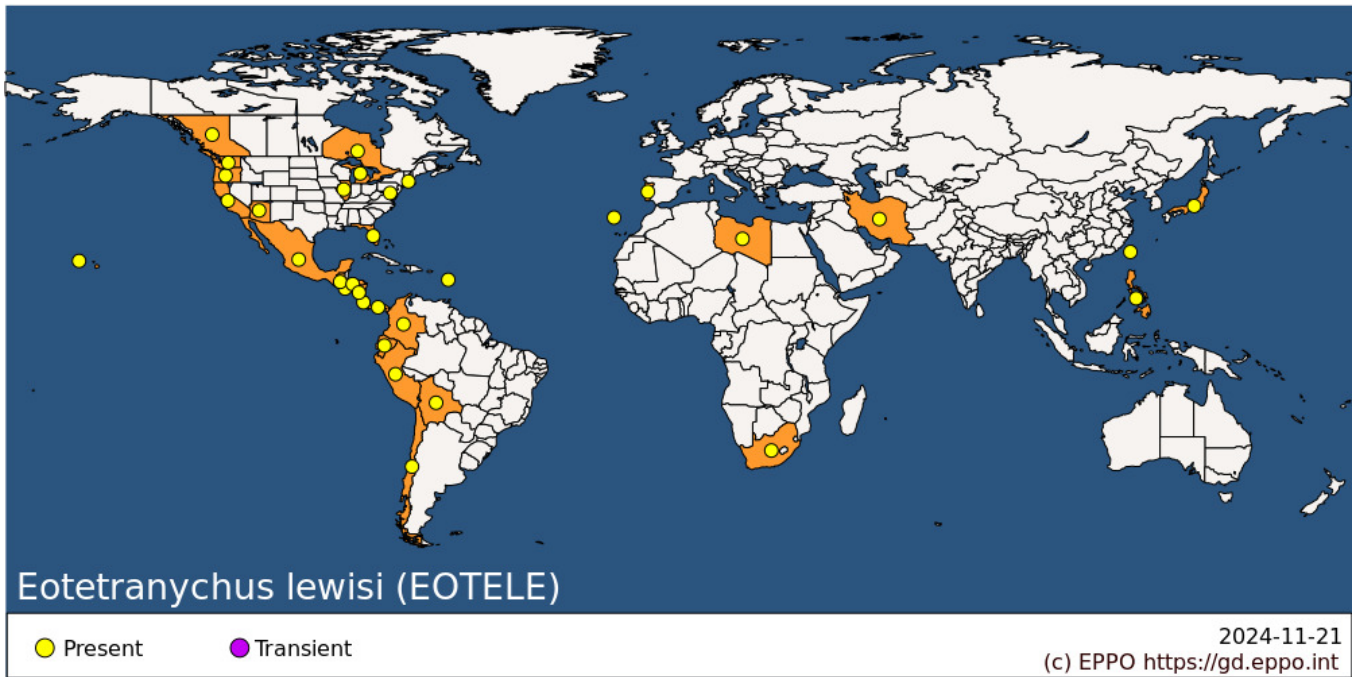 Eotetranychus lewisi (EOTELE)
Present
Transient
2024-11-21
(c) EPPO https://gd.eppo.int